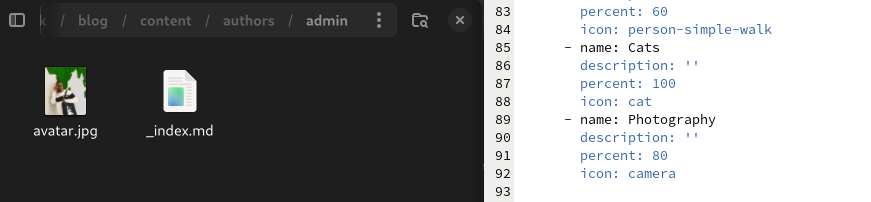 k / blog / content / authors / admin
avatar.jpg
_index.md
83 percent: 60
84 icon: person-simple-walk
85 - name: Cats
86 description: ''
87 percent: 100
88 icon: cat
89 - name: Photography
90 description: ''
91 percent: 80
92 icon: camera
93